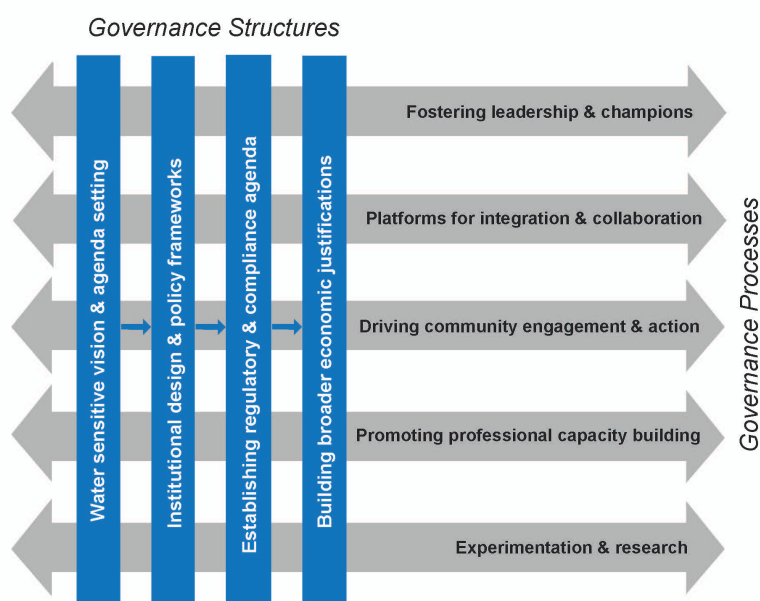 Governance Structures
Water sensitive vision & agenda setting
Institutional design & policy frameworks
Establishing regulatory & compliance agenda
Building broader economic justifications
Fostering leadership & champions
Platforms for integration & collaboration
Driving community engagement & action
Promoting professional capacity building
Experimentation & research
Governance Processes